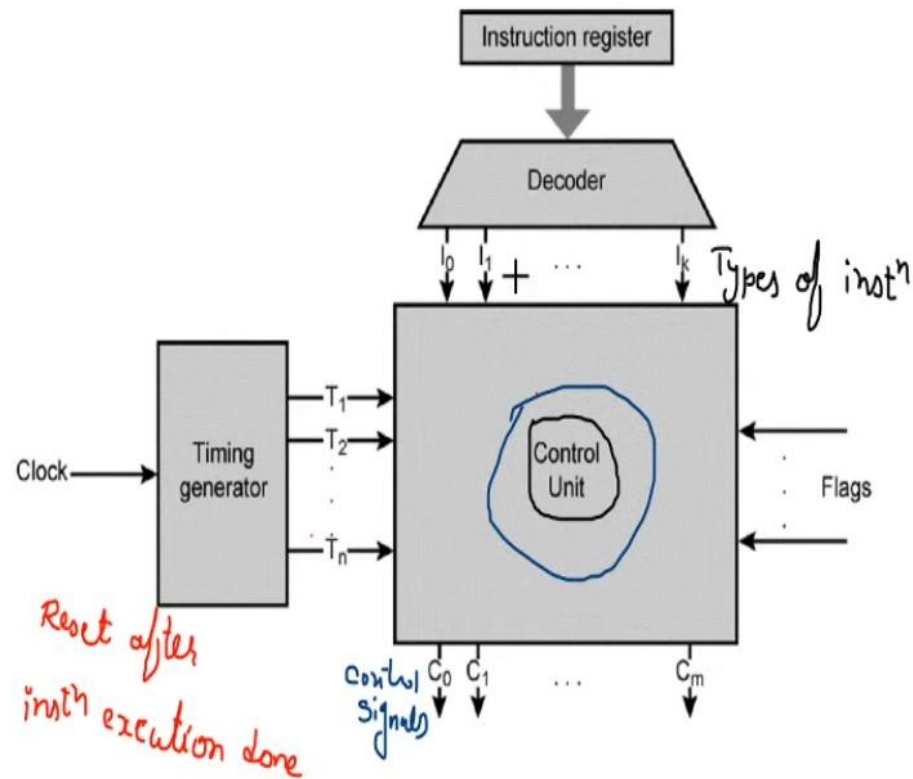 Instruction register
Decoder
I0 I1 + ... Ik
Types of instⁿ
T1
T2
Tn
Clock
Timing
generator
Control
Unit
Flags
Reset after
instⁿ execution done
control
signals
C0 C1 ... Cm